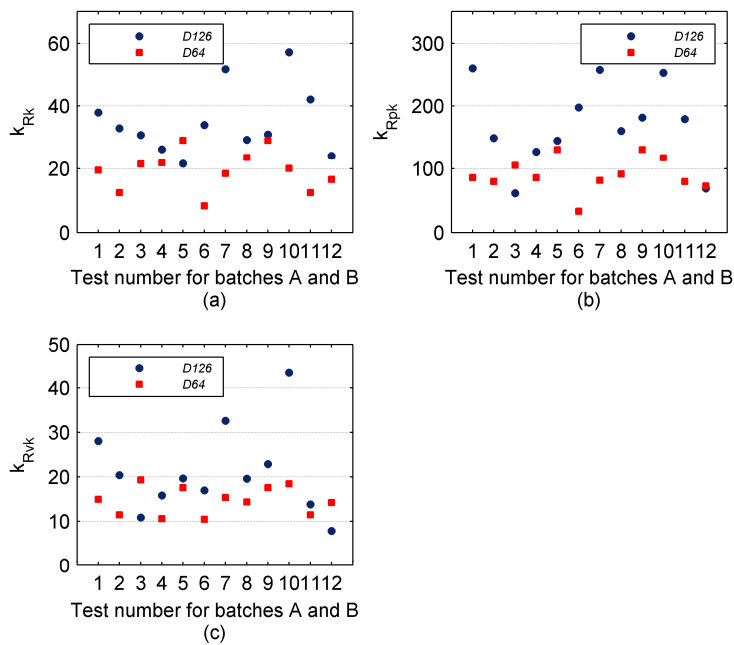 60
40
20
0
k_Rk
D126
D64
1 2 3 4 5 6 7 8 9 10 11 12
Test number for batches A and B
(a)
300
200
100
0
k_Rpk
D126
D64
1 2 3 4 5 6 7 8 9 10 11 12
Test number for batches A and B
(b)
50
40
30
20
10
0
k_Rvk
D126
D64
1 2 3 4 5 6 7 8 9 10 11 12
Test number for batches A and B
(c)